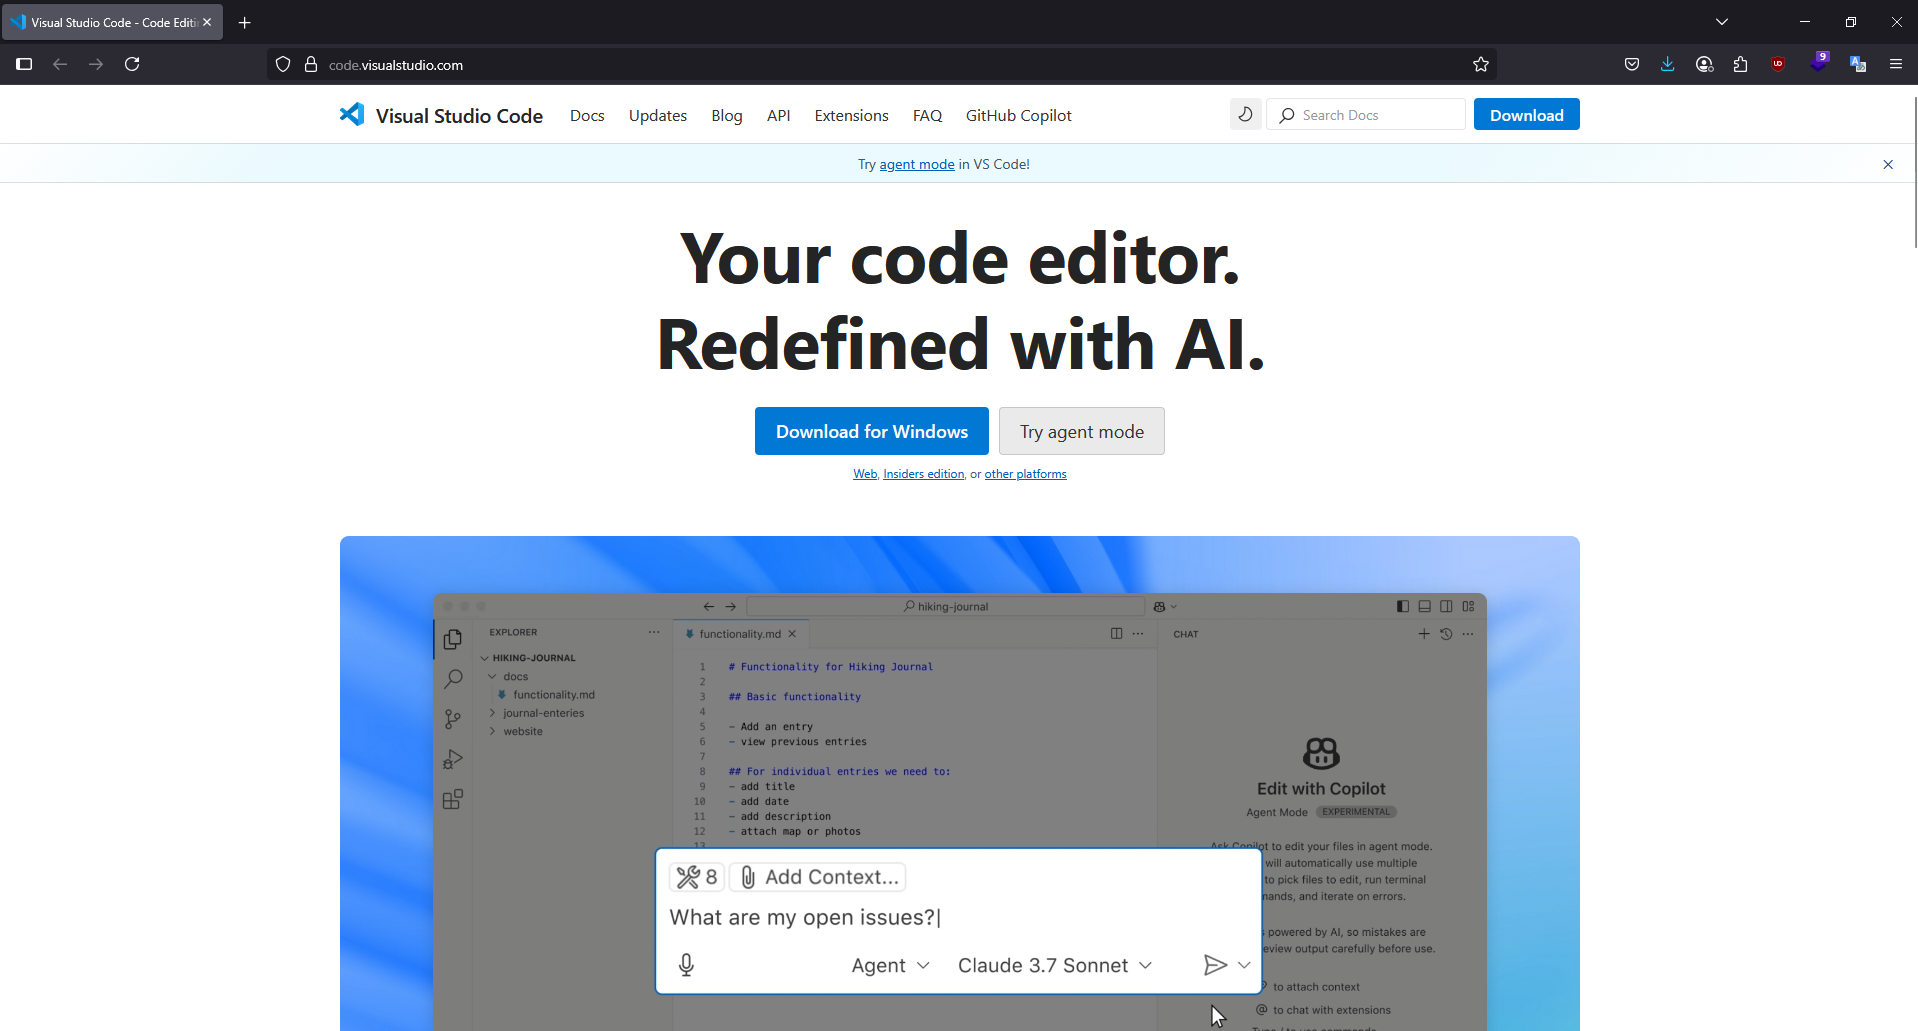 Visual Studio Code - Code Editi
code.visualstudio.com
9
Visual Studio Code
Docs
Updates
Blog
API
Extensions
FAQ
GitHub Copilot
Search Docs
Download
Try agent mode in VS Code!
Your code editor.
Redefined with AI.
Download for Windows
Try agent mode
Web, Insiders edition, or other platforms
hiking-journal
EXPLORER
HIKING-JOURNAL
docs
functionality.md
journal-enteries
website
functionality.md
1 # Functionality for Hiking Journal
2
3 ## Basic functionality
4
5 - Add an entry
6 - view previous entries
7
8 ## For individual entries we need to:
9 - add title
10 - add date
11 - add description
12 - attach map or photos
13
CHAT
Edit with Copilot
Agent Mode EXPERIMENTAL
Ask Copilot to edit your files in agent mode.
will automatically use multiple
to pick files to edit, run terminal
and iterate on errors.
powered by AI, so mistakes are
output carefully before use.
to attach context
@ to chat with extensions
8
Add Context...
What are my open issues?
Agent
Claude 3.7 Sonnet